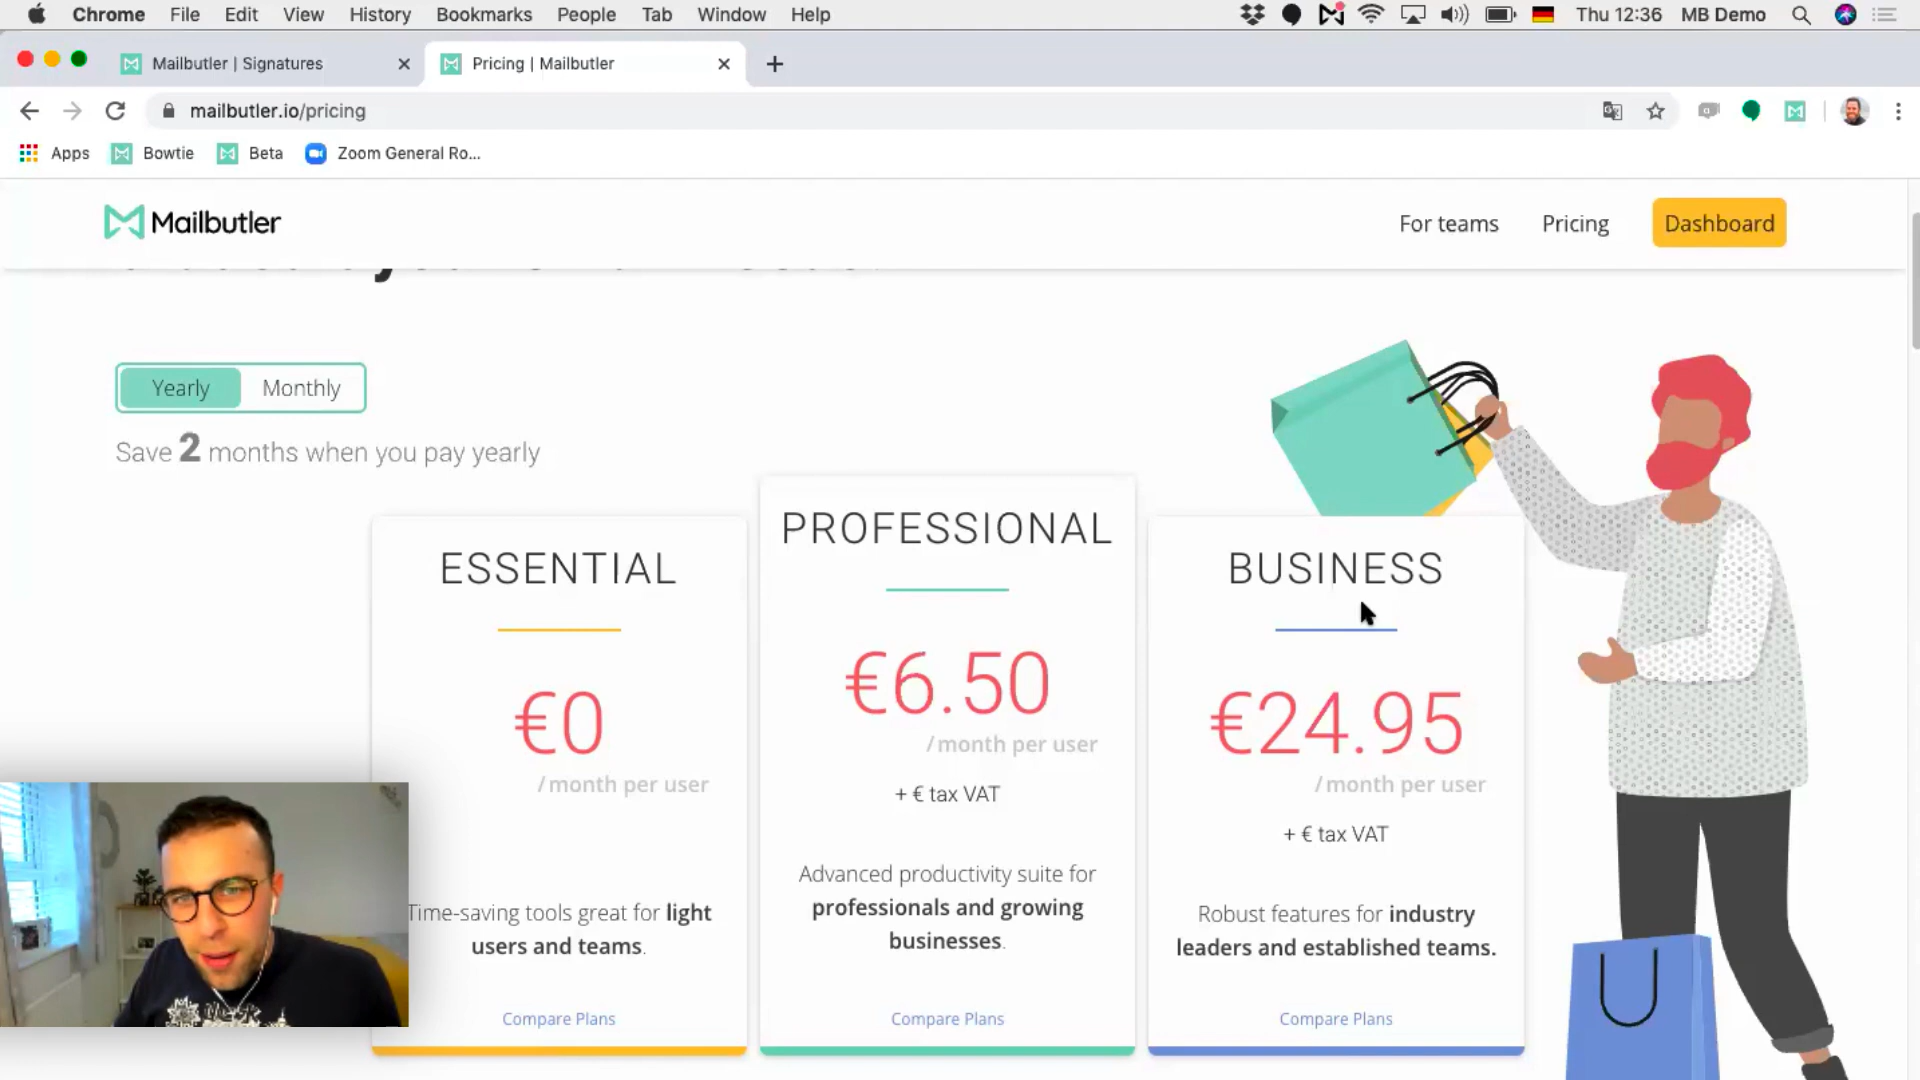 Chrome File Edit View History Bookmarks People Tab Window Help Thu 12:36 MB Demo
Mailbutler | Signatures Pricing | Mailbutler
mailbutler.io/pricing
Apps Bowtie Beta Zoom General Ro...
Mailbutler For teams Pricing Dashboard
Yearly Monthly
Save 2 months when you pay yearly
ESSENTIAL
€0
/month per user
Time-saving tools great for light
users and teams.
Compare Plans
PROFESSIONAL
€6.50
/month per user
+ € tax VAT
Advanced productivity suite for
professionals and growing
businesses.
Compare Plans
BUSINESS
€24.95
/month per user
+ € tax VAT
Robust features for industry
leaders and established teams.
Compare Plans